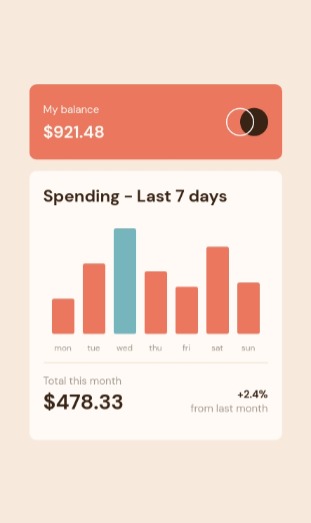 My balance
$921.48
Spending - Last 7 days
mon tue wed thu fri sat sun
Total this month
$478.33
+2.4%
from last month